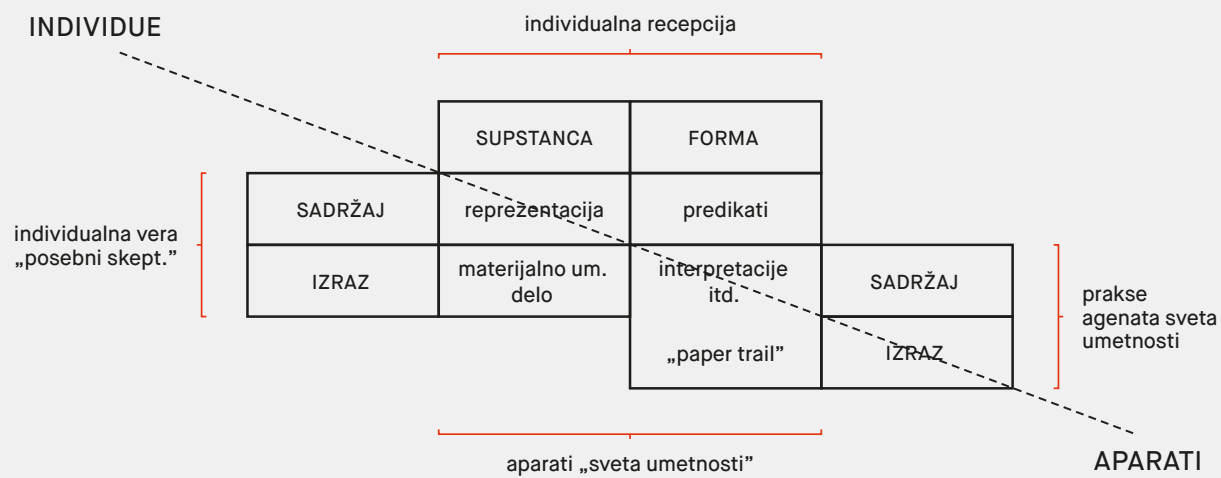 INDIVIDUE
individualna recepcija
SUPSTANCA
FORMA
SADRŽAJ
reprezentacija
predikati
individualna vera
„posebni skept.”
IZRAZ
materijalno um.
delo
interpretacije
itd.
SADRŽAJ
prakse
agenata sveta
umetnosti
„paper trail”
IZRAZ
aparati „sveta umetnosti”
APARATI